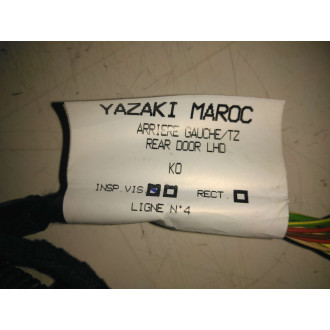 YAZAKI MAROC
ARRIERE GAUCHE/TZ
REAR DOOR LHD
KO
INSP.VIS RECT.
LIGNE N°4